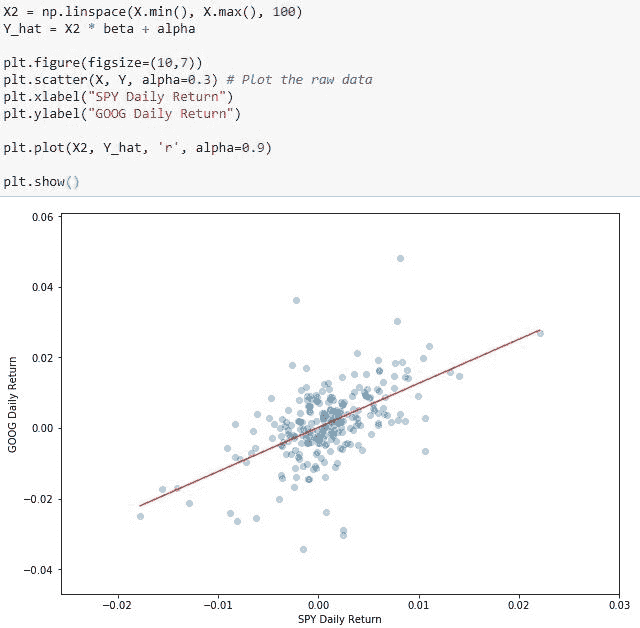 X2 = np.linspace(X.min(), X.max(), 100)
Y_hat = X2 * beta + alpha
plt.figure(figsize=(10,7))
plt.scatter(X, Y, alpha=0.3) # Plot the raw data
plt.xlabel("SPY Daily Return")
plt.ylabel("GOOG Daily Return")
plt.plot(X2, Y_hat, 'r', alpha=0.9)
plt.show()
0.06
0.04
0.02
0.00
−0.02
−0.04
GOOG Daily Return
−0.02 −0.01 0.00 0.01 0.02 0.03
SPY Daily Return